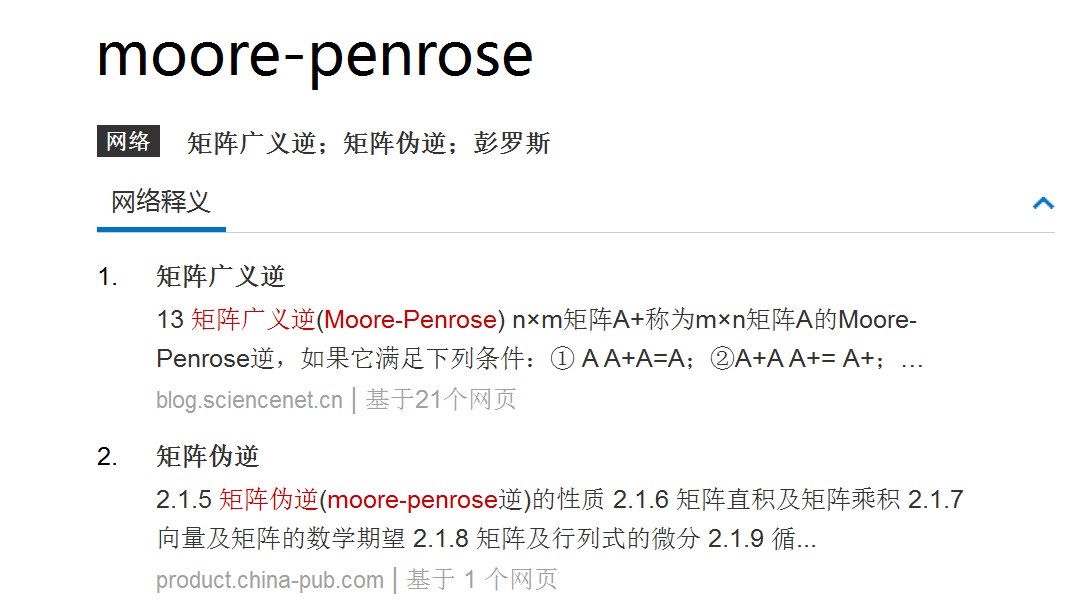 moore-penrose
网络 矩阵广义逆；矩阵伪逆；彭罗斯
网络释义
1. 矩阵广义逆
13 矩阵广义逆(Moore-Penrose) n×m矩阵A+称为m×n矩阵A的Moore-
Penrose逆，如果它满足下列条件：① A A+A=A；②A+A A+= A+；...
blog.sciencenet.cn | 基于21个网页
2. 矩阵伪逆
2.1.5 矩阵伪逆(moore-penrose逆)的性质 2.1.6 矩阵直积及矩阵乘积 2.1.7
向量及矩阵的数学期望 2.1.8 矩阵及行列式的微分 2.1.9 循...
product.china-pub.com | 基于 1 个网页